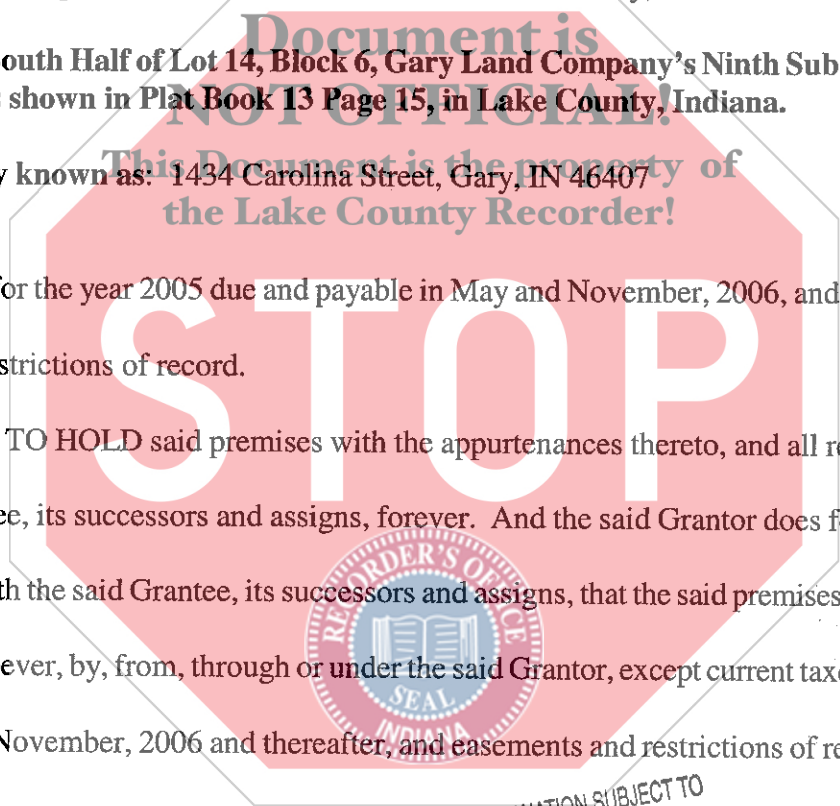 Document is
outh Half of Lot 14, Block 6, Gary Land Company's Ninth Sub
shown in Plat Book 13 Page 15, in Lake County, Indiana.
NOT OFFICIAL!
This Document is the property of
known as: 1434 Carolina Street, Gary, IN 46407
the Lake County Recorder!
or the year 2005 due and payable in May and November, 2006, and
STOP
strictions of record.
TO HOLD said premises with the appurtenances thereto, and all re
ee, its successors and assigns, forever. And the said Grantor does f
th the said Grantee, its successors and assigns, that the said premises
ever, by, from, through or under the said Grantor, except current taxe
November, 2006 and thereafter, and easements and restrictions of re
RECORDER'S OFFICE
SEAL
INDIANA
SUBJECT TO